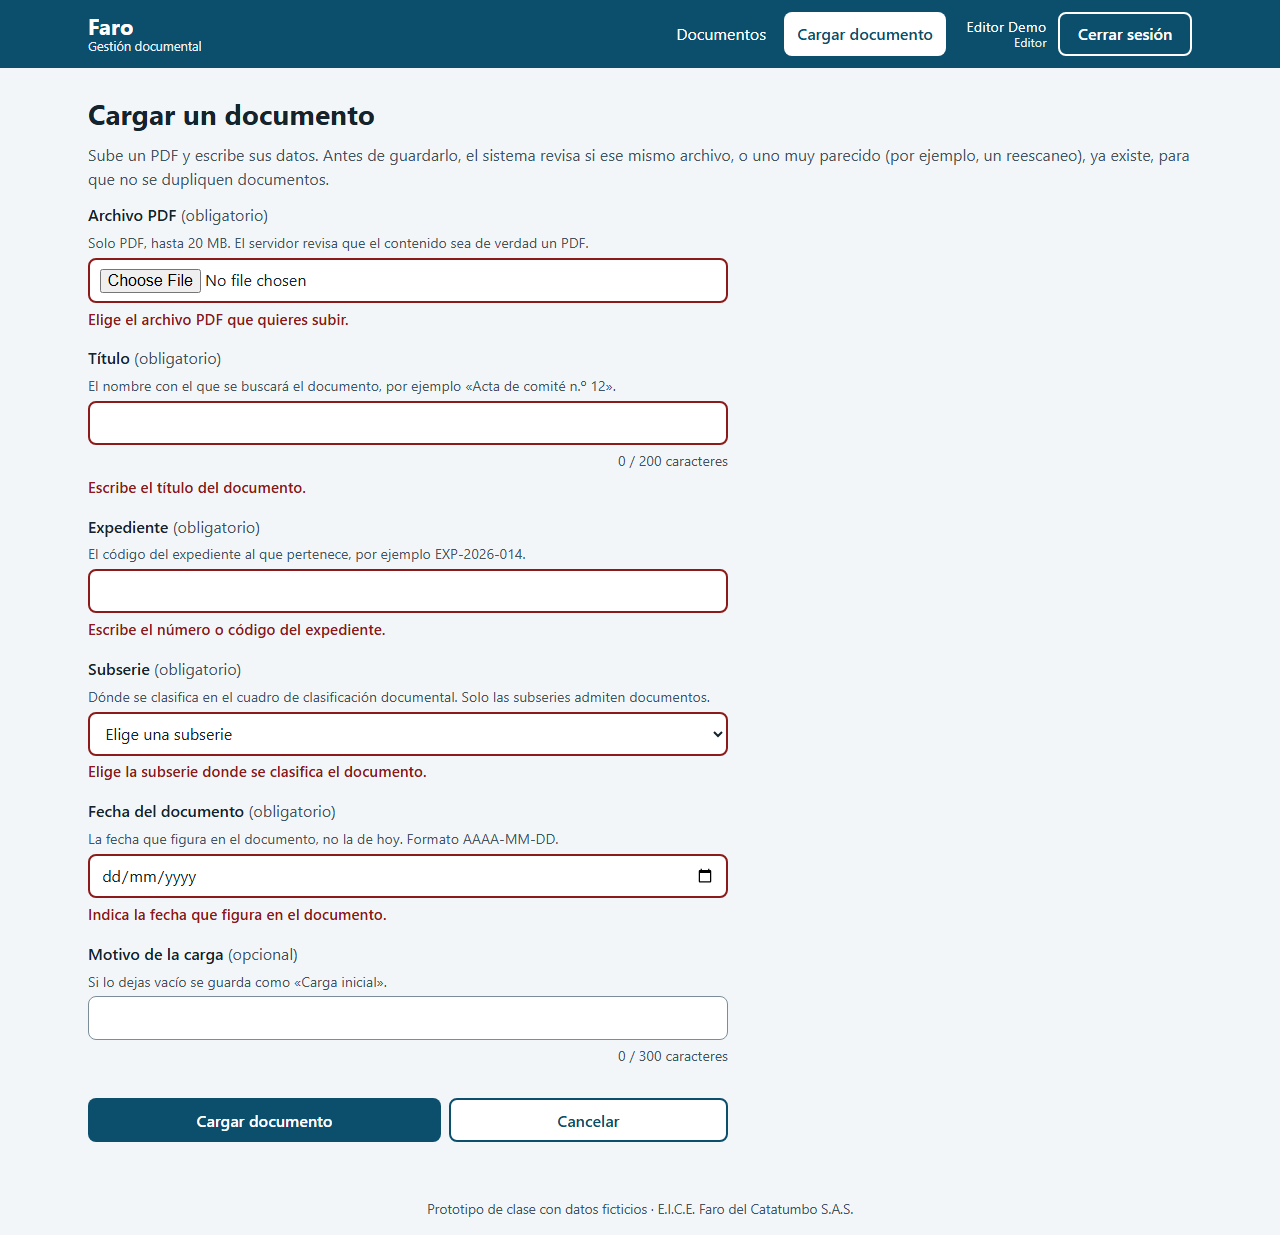 Faro
Gestión documental
Documentos
Cargar documento
Editor Demo
Editor
Cerrar sesión
Cargar un documento
Sube un PDF y escribe sus datos. Antes de guardarlo, el sistema revisa si ese mismo archivo, o uno muy parecido (por ejemplo, un reescaneo), ya existe, para
que no se dupliquen documentos.
Archivo PDF (obligatorio)
Solo PDF, hasta 20 MB. El servidor revisa que el contenido sea de verdad un PDF.
Choose File No file chosen
Elige el archivo PDF que quieres subir.
Título (obligatorio)
El nombre con el que se buscará el documento, por ejemplo «Acta de comité n.º 12».
0 / 200 caracteres
Escribe el título del documento.
Expediente (obligatorio)
El código del expediente al que pertenece, por ejemplo EXP-2026-014.
Escribe el número o código del expediente.
Subserie (obligatorio)
Dónde se clasifica en el cuadro de clasificación documental. Solo las subseries admiten documentos.
Elige una subserie
Elige la subserie donde se clasifica el documento.
Fecha del documento (obligatorio)
La fecha que figura en el documento, no la de hoy. Formato AAAA-MM-DD.
dd/mm/yyyy
Indica la fecha que figura en el documento.
Motivo de la carga (opcional)
Si lo dejas vacío se guarda como «Carga inicial».
0 / 300 caracteres
Cargar documento
Cancelar
Prototipo de clase con datos ficticios · E.I.C.E. Faro del Catatumbo S.A.S.